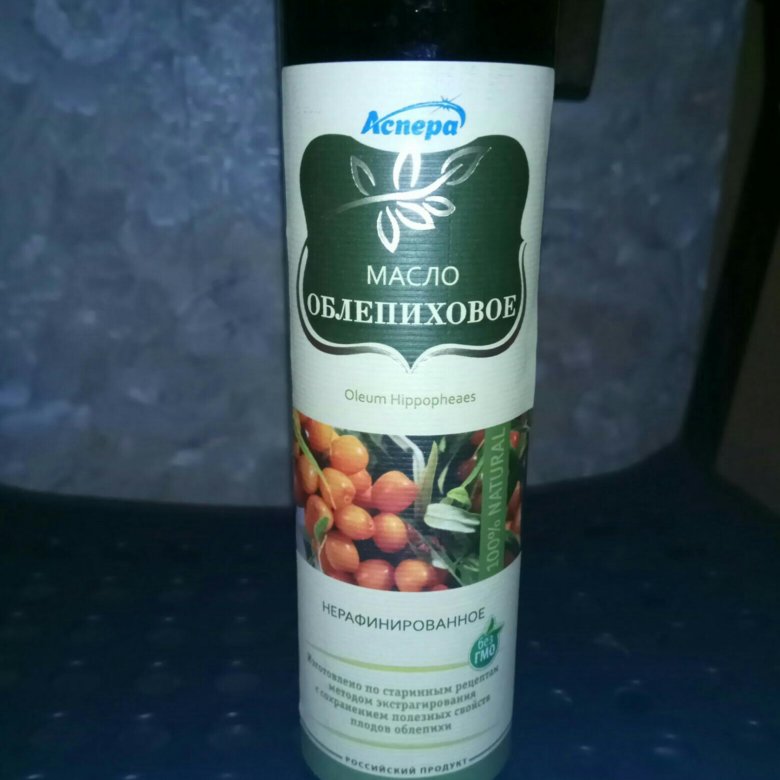 Аспера
МАСЛО
ОБЛЕПИХОВОЕ
Oleum Hippopheaes
100% NATURAL
НЕРАФИНИРОВАННОЕ
без
ГМО
Изготовлено по старинным рецептам
методом экстрагирования
с сохранением полезных свойств
плодов облепихи
РОССИЙСКИЙ ПРОДУКТ